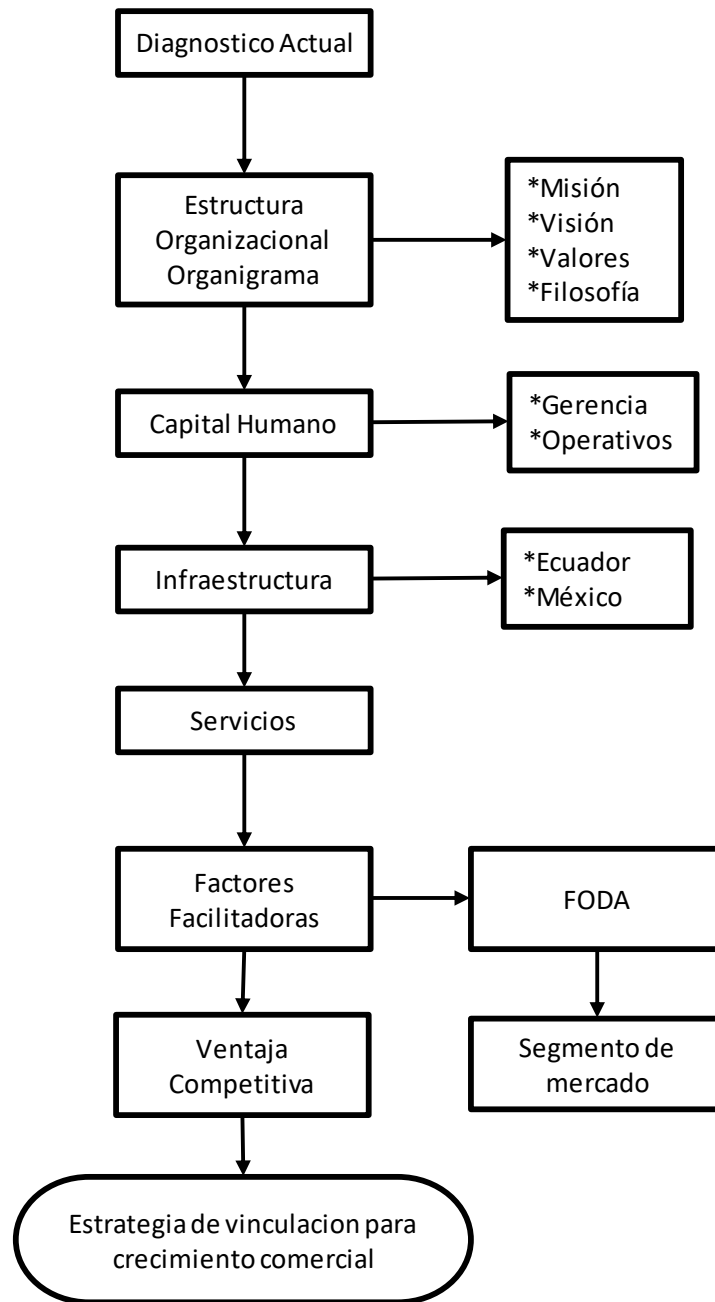 Diagnostico Actual
Estructura
Organizacional
Organigrama
*Misión
*Visión
*Valores
*Filosofía
Capital Humano
*Gerencia
*Operativos
Infraestructura
*Ecuador
*México
Servicios
Factores
Facilitadoras
FODA
Ventaja
Competitiva
Segmento de
mercado
Estrategia de vinculacion para
crecimiento comercial